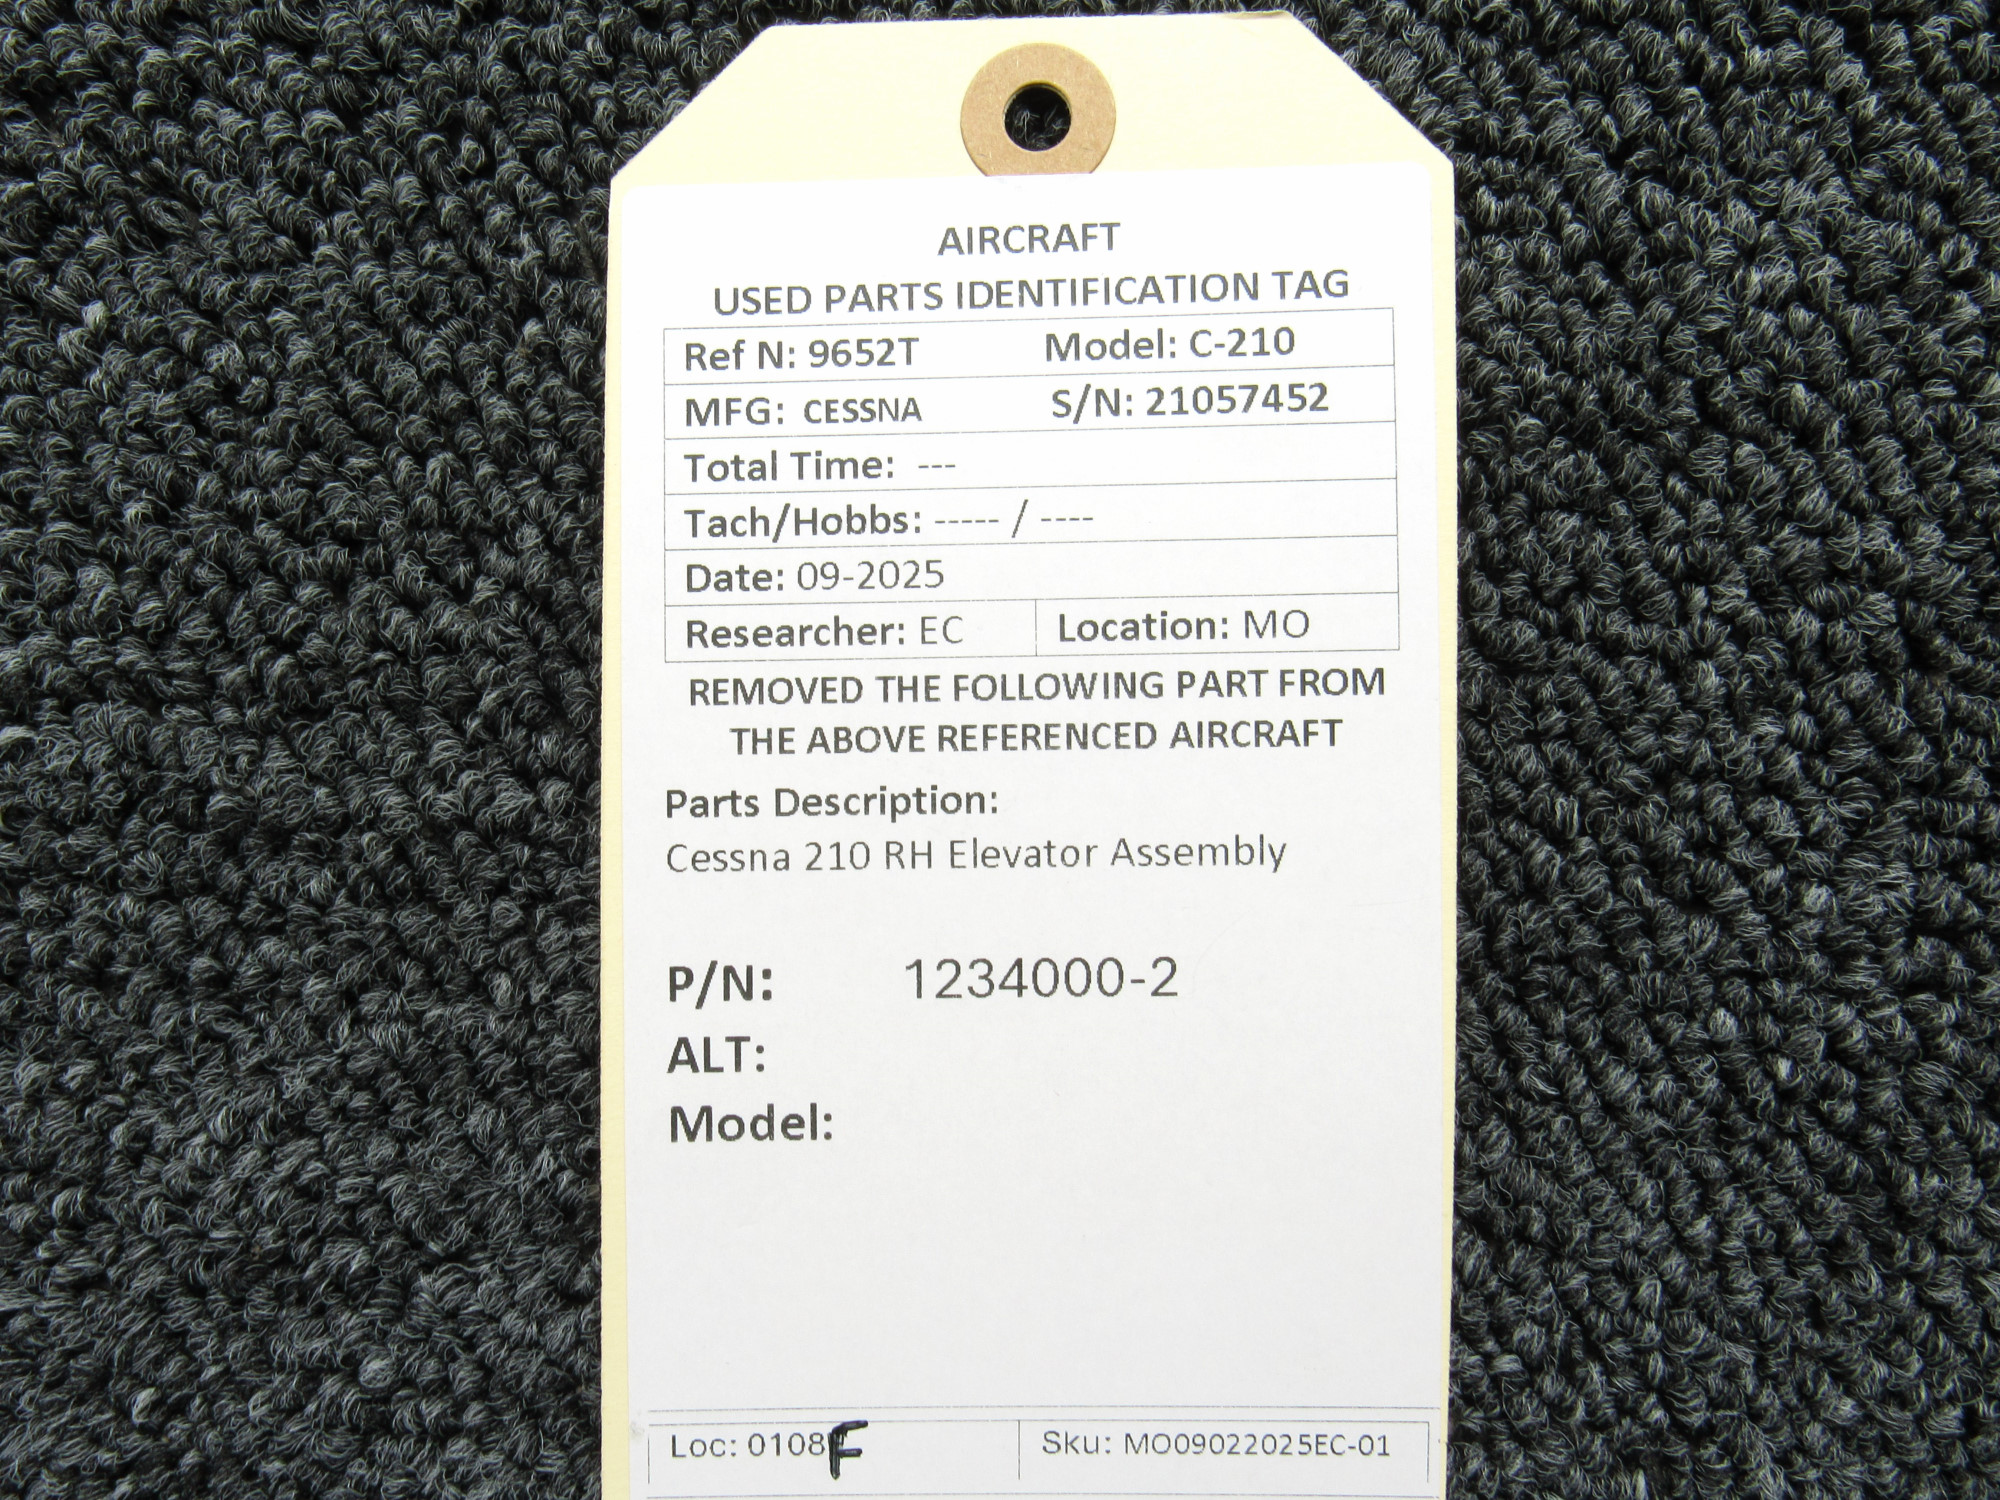 AIRCRAFT
USED PARTS IDENTIFICATION TAG
Ref N: 9652T Model: C-210
MFG: CESSNA S/N: 21057452
Total Time: ---
Tach/Hobbs: ----- / ----
Date: 09-2025
Researcher: EC Location: MO
REMOVED THE FOLLOWING PART FROM
THE ABOVE REFERENCED AIRCRAFT
Parts Description:
Cessna 210 RH Elevator Assembly
P/N: 1234000-2
ALT:
Model:
Loc: 0108F Sku: MO09022025EC-01